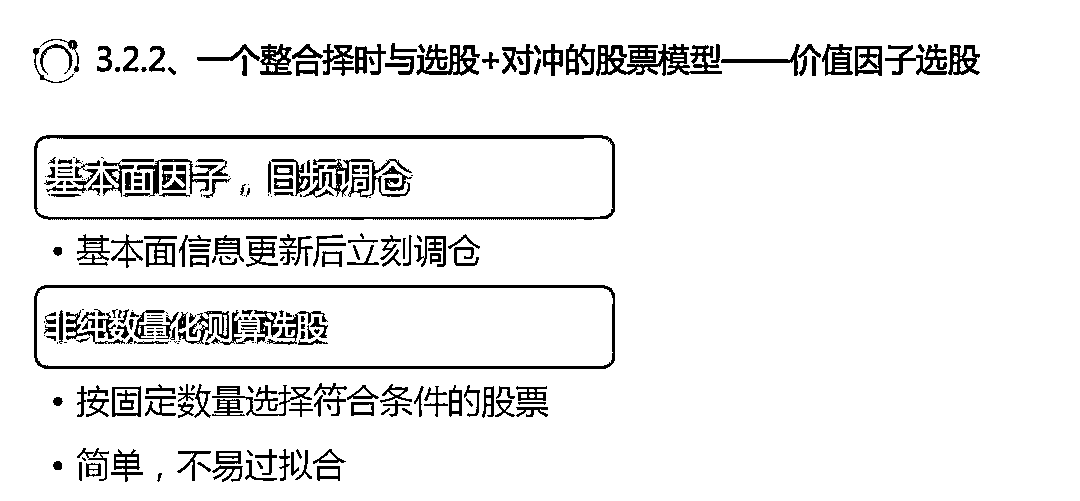 3.2.2、一个整合择时与选股+对冲的股票模型——价值因子选股
基本面因子，日频调仓
• 基本面信息更新后立刻调仓
非纯数量化测算选股
• 按固定数量选择符合条件的股票
• 简单，不易过拟合